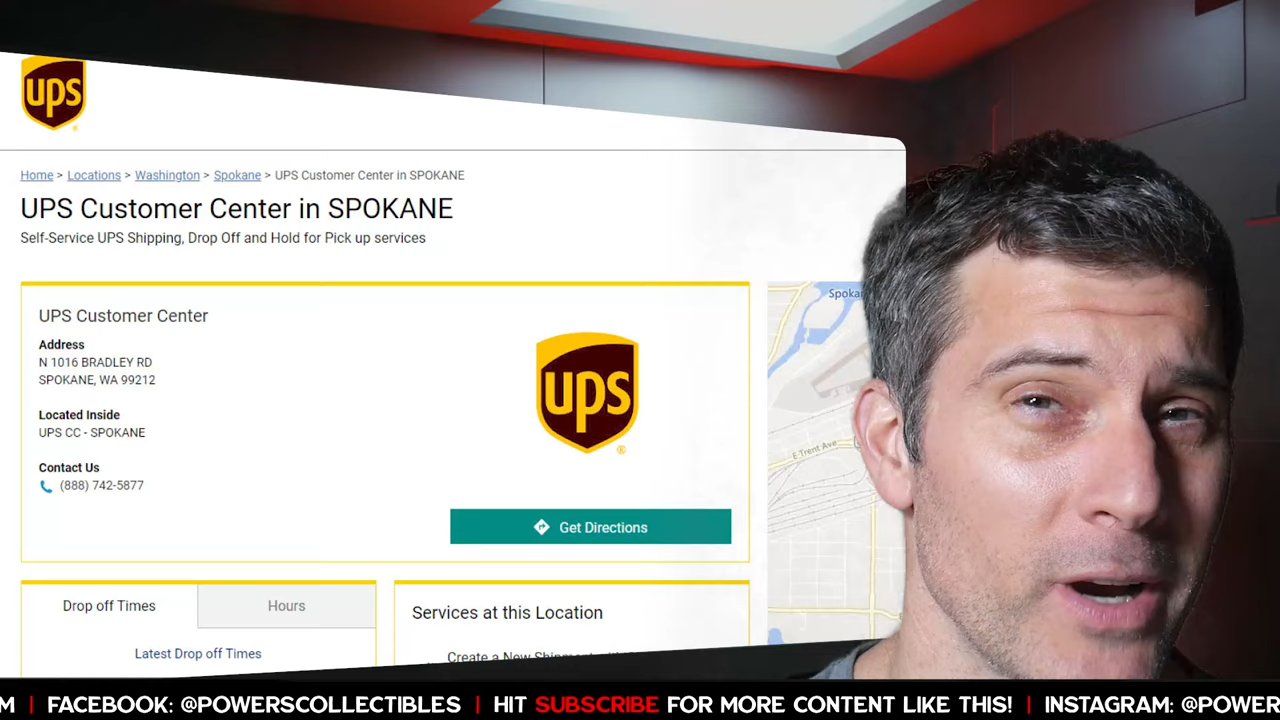 ups
Home > Locations > Washington > Spokane > UPS Customer Center in SPOKANE
UPS Customer Center in SPOKANE
Self-Service UPS Shipping, Drop Off and Hold for Pick up services
UPS Customer Center
Address
N 1016 BRADLEY RD
SPOKANE, WA 99212
Located Inside
UPS CC - SPOKANE
Contact Us
(888) 742-5877
ups
®
Get Directions
E Trent Ave
Drop off Times
Hours
Latest Drop off Times
Services at this Location
Create a New Shipment
M | FACEBOOK: @POWERSCOLLECTIBLES | HIT SUBSCRIBE FOR MORE CONTENT LIKE THIS! | INSTAGRAM: @POWER